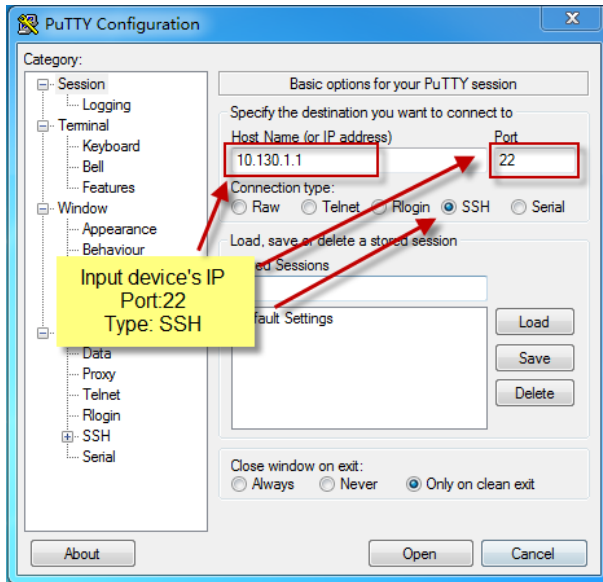 PuTTY Configuration
X
Category:
Session
Logging
Terminal
Keyboard
Bell
Features
Window
Appearance
Behaviour
Data
Proxy
Telnet
Rlogin
SSH
Serial
Basic options for your PuTTY session
Specify the destination you want to connect to
Host Name (or IP address) Port
10.130.1.1 22
Connection type:
Raw Telnet Rlogin SSH Serial
Load, save or delete a stored session
Sessions
Settings
Input device's IP
Port:22
Type: SSH
Load
Save
Delete
Close window on exit:
Always Never Only on clean exit
About Open Cancel